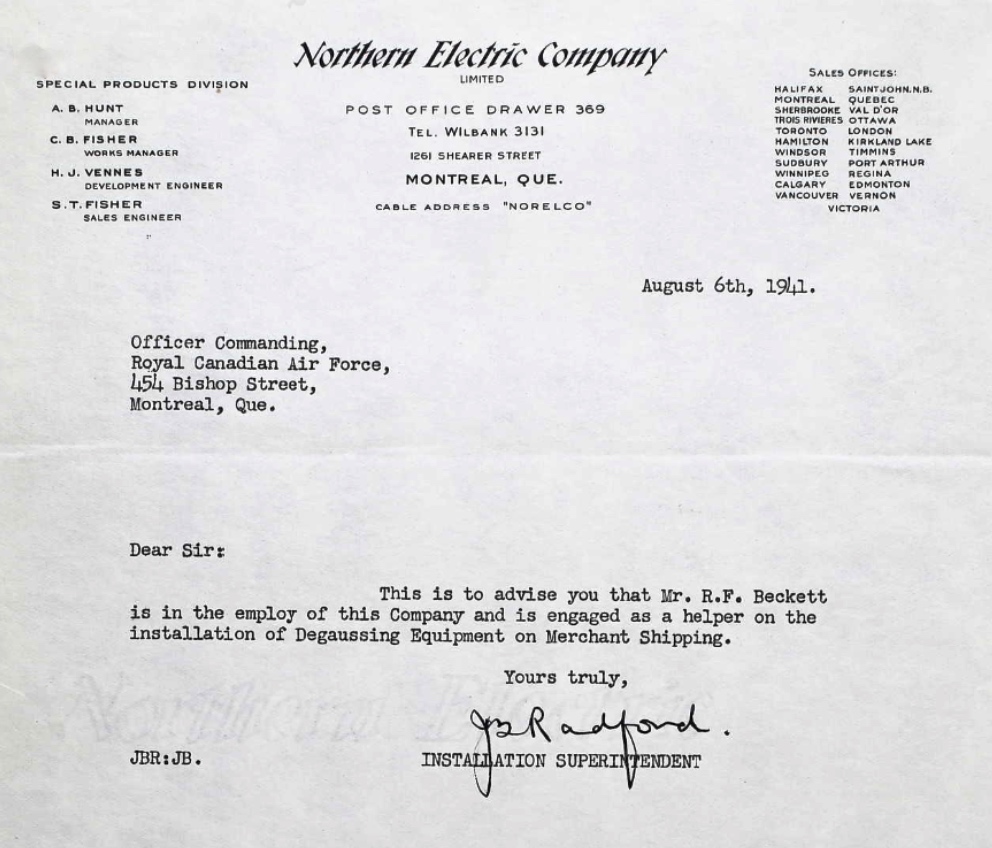 Northern Electric Company
LIMITED
SPECIAL PRODUCTS DIVISION
A. B. HUNT
MANAGER
C. B. FISHER
WORKS MANAGER
H. J. VENNES
DEVELOPMENT ENGINEER
S. T. FISHER
SALES ENGINEER
POST OFFICE DRAWER 369
TEL. WILBANK 3131
1261 SHEARER STREET
MONTREAL, QUE.
CABLE ADDRESS "NORELCO"
SALES OFFICES:
HALIFAX SAINT JOHN, N.B.
MONTREAL QUEBEC
SHERBROOKE VAL D'OR
TROIS RIVIERES OTTAWA
TORONTO LONDON
HAMILTON KIRKLAND LAKE
WINDSOR TIMMINS
SUDBURY PORT ARTHUR
WINNIPEG REGINA
CALGARY EDMONTON
VANCOUVER VERNON
VICTORIA
August 6th, 1941.
Officer Commanding,
Royal Canadian Air Force,
454 Bishop Street,
Montreal, Que.
Dear Sir:
This is to advise you that Mr. R.F. Beckett
is in the employ of this Company and is engaged as a helper on the
installation of Degaussing Equipment on Merchant Shipping.
Yours truly,
JBRadford.
JBR:JB.
INSTALLATION SUPERINTENDENT
Northern Electric